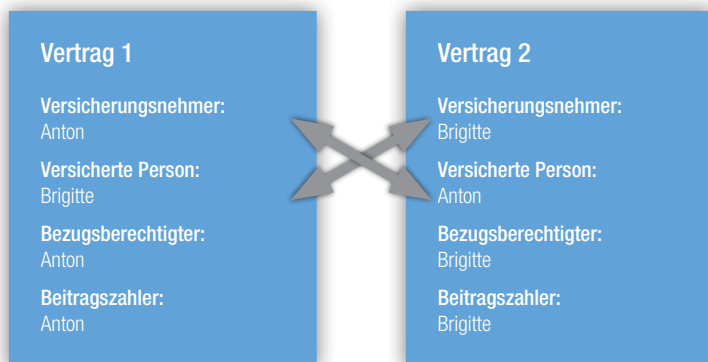 Vertrag 1
Versicherungsnehmer:
Anton
Versicherte Person:
Brigitte
Bezugsberechtigter:
Anton
Beitragszahler:
Anton
Vertrag 2
Versicherungsnehmer:
Brigitte
Versicherte Person:
Anton
Bezugsberechtigter:
Brigitte
Beitragszahler:
Brigitte